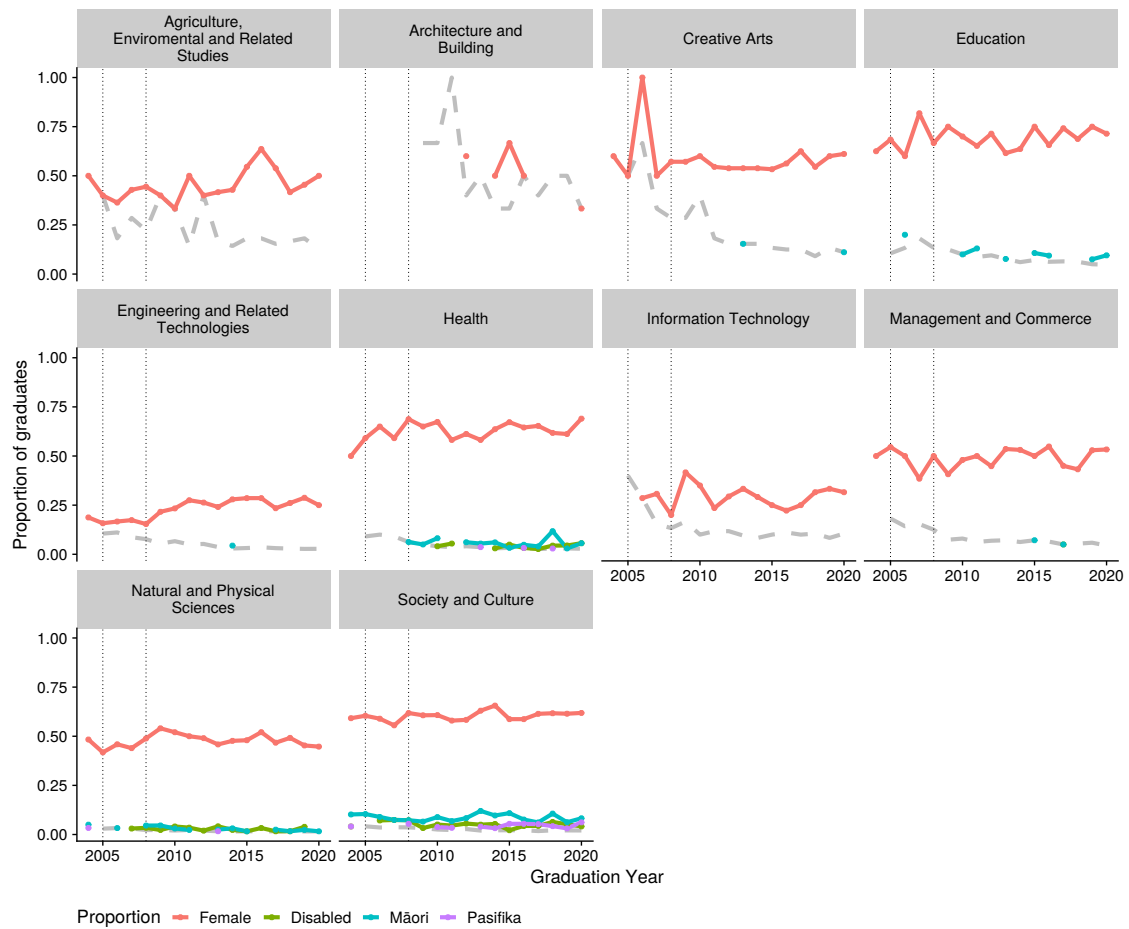 Agriculture,
Enviromental and Related
Studies
Architecture and
Building
Creative Arts
Education
1.00
0.75
0.50
0.25
0.00
Engineering and Related
Technologies
Health
Information Technology
Management and Commerce
Proportion of graduates
1.00
0.75
0.50
0.25
0.00
2005 2010 2015 2020
2005 2010 2015 2020
Natural and Physical
Sciences
Society and Culture
1.00
0.75
0.50
0.25
0.00
2005 2010 2015 2020
2005 2010 2015 2020
Graduation Year
Proportion Female Disabled Māori Pasifika